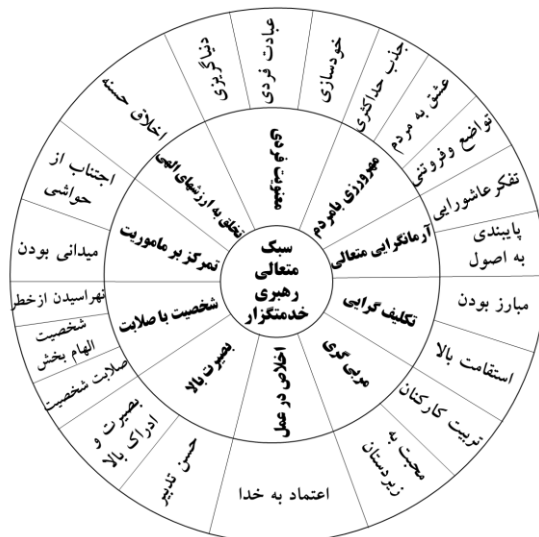 سبک
متعالی
رهبری
خدمتگزار
معنویت فردی
مهرورزی بامردم
آرمانگرایی متعالی
تکلیف گرایی
مربی گری
اخلاص در عمل
بصیرت بالا
شخصیت با صلابت
تمرکز بر ماموریت
تخلق به ارزشهای الهی
دنیاگریزی
عبادت فردی
خودسازی
جذب حداکثری
عشق به مردم
تواضع وفروتنی
تفکرعاشورایی
پایبندی
به اصول
مبارز بودن
استقامت بالا
تربیت کارکنان
محبت به
زیردستان
اعتماد به خدا
حسن تدبیر
بصیرت و
ادراک بالا
صلابت شخصیت
شخصیت
الهام بخش
نهراسیدن ازخطر
میدانی بودن
اجتناب از
حواشی
اخلاق حسنه